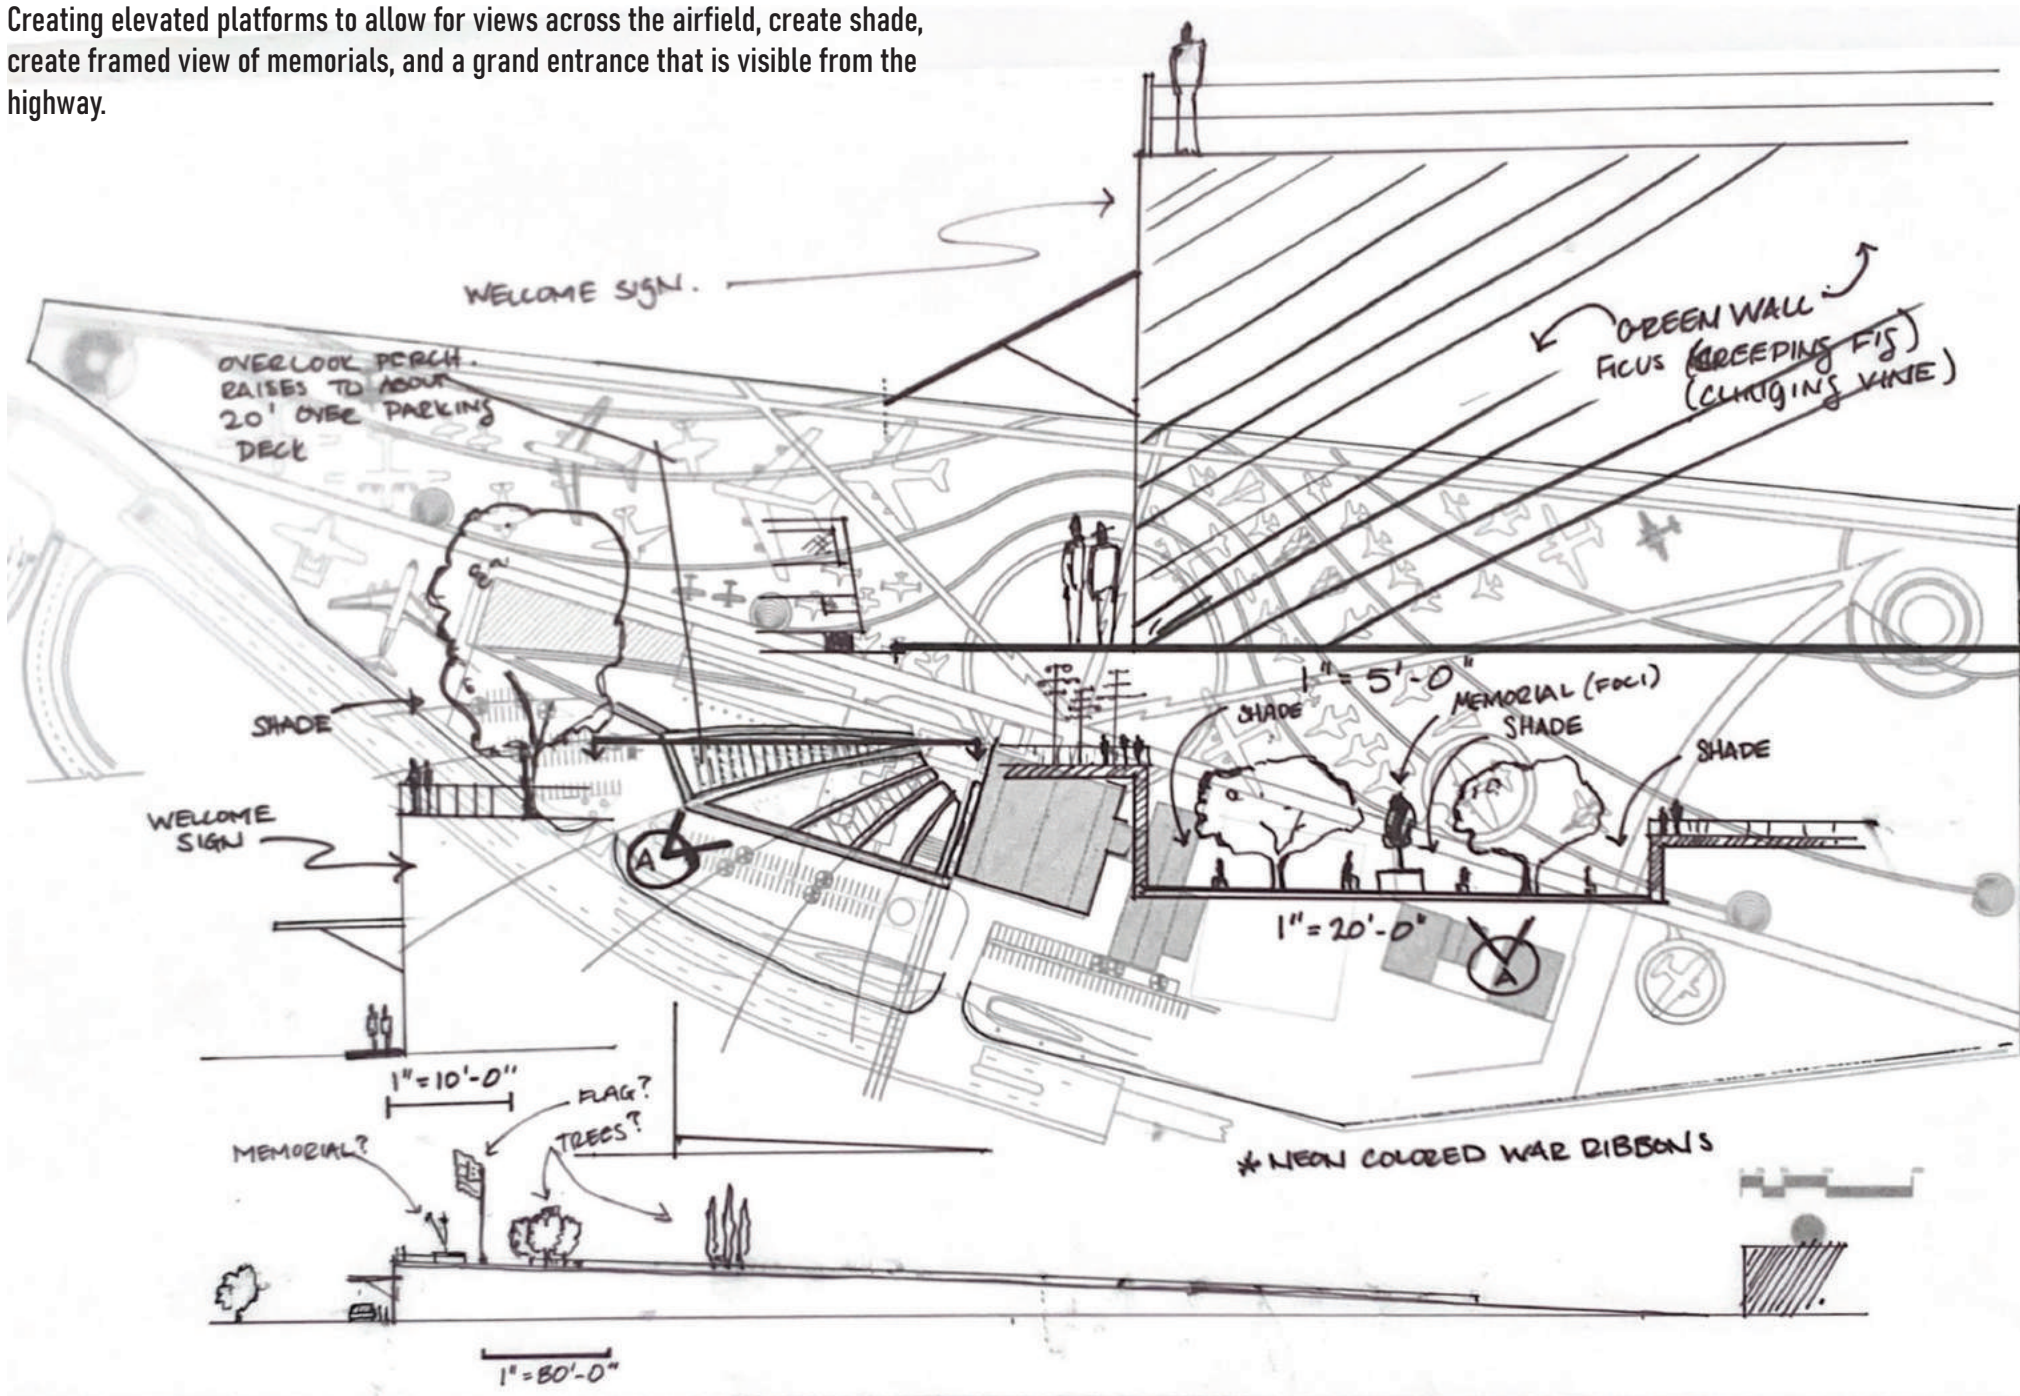 Creating elevated platforms to allow for views across the airfield, create shade,
create framed view of memorials, and a grand entrance that is visible from the
highway.
WELCOME SIGN.
OVERLOOK PERCH.
RAISES TO ABOUT
20' OVER PARKING
DECK
GREEN WALL
FICUS (CREEPING FIG)
(CLINGING VINE)
1" = 5'-0"
SHADE
MEMORIAL (FOCI)
SHADE
SHADE
SHADE
WELCOME
SIGN
A
1" = 20'-0"
A
1" = 10'-0"
FLAG?
TREES?
MEMORIAL?
* NEON COLORED WAR RIBBONS
1" = 80'-0"